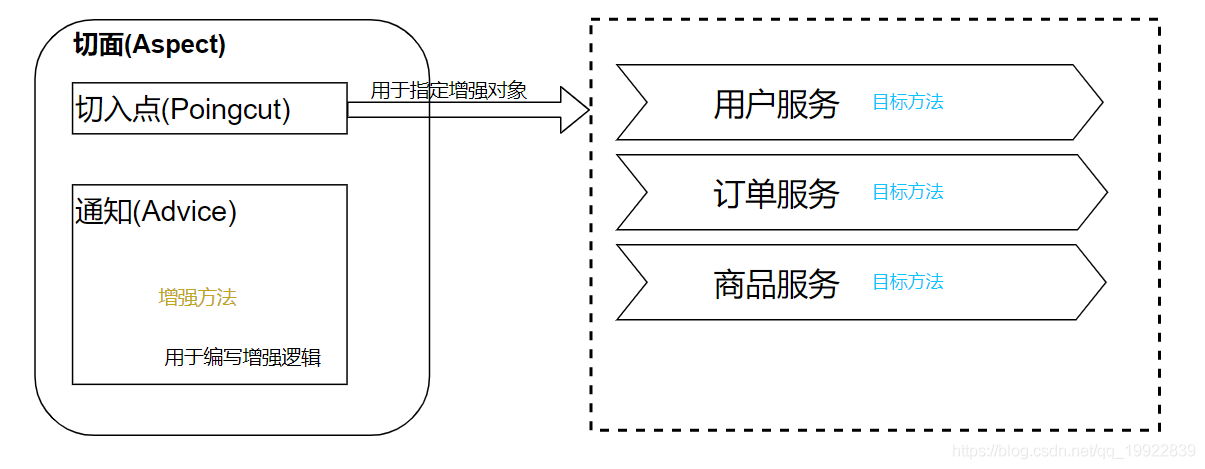 切面(Aspect)
切入点(Poingcut)
用于指定增强对象
通知(Advice)
增强方法
用于编写增强逻辑
用户服务 目标方法
订单服务 目标方法
商品服务 目标方法
https://blog.csdn.net/qq_19922839